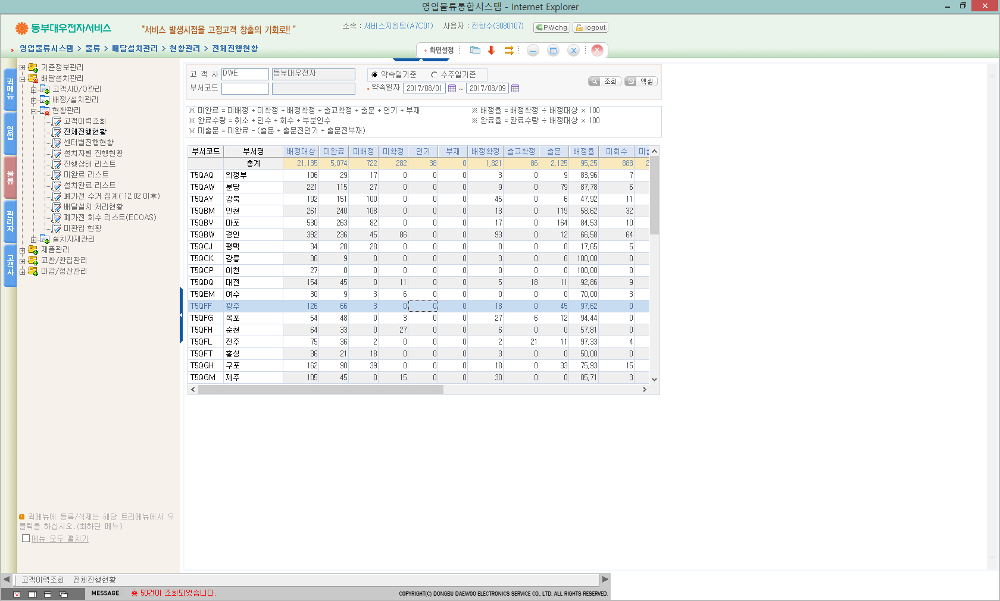 영업물류통합시스템 - Internet Explorer
동부대우전자서비스
"서비스 발생시점을 고정고객 창출의 기회로!! "
소속 : 서비스지원팀(A7C01) 사용자 : 전창수(3080107) PWchg logout
영업물류시스템 > 물류 > 배달설치관리 > 현황관리 > 전체진행현황
화면설정
퀵메뉴
영업
물류
관리자
고객사
기준정보관리
배달설치관리
고객사D/O관리
배정/설치관리
현황관리
고객이력조회
전체진행현황
센터별진행현황
설치자별 진행현황
진행상태 리스트
미완료 리스트
설치완료 리스트
폐가전 수거 집계('12.02 이후)
배달설치 처리현황
폐가전 회수 리스트(ECOAS)
미환입 현황
설치자재관리
제품관리
교환/환입관리
마감/정산관리
퀵메뉴에 등록/삭제는 해당 트리메뉴에서 우
클릭을 하십시오.(최하단 메뉴)
메뉴 모두 펼치기
고 객 사 DWE 동부대우전자 약속일기준 수주일기준
부서코드 약속일자 2017/08/01 ~ 2017/08/09 조회 엑셀
※ 미완료 = 미배정 + 미확정 + 배정확정 + 출고확정 + 출문 + 연기 + 부재 ※ 배정율 = 배정확정 ÷ 배정대상 × 100
※ 완료수량 = 취소 + 인수 + 회수 + 부분인수 ※ 완료율 = 완료수량 ÷ 배정대상 × 100
※ 미출문 = 미완료 - (출문 + 출문전연기 + 출문전부재)
부서코드 부서명 배정대상 미완료 미배정 미확정 연기 부재 배정확정 출고확정 출문 배정율 미회수 미출
총계 21,135 5,074 722 282 38 0 1,821 86 2,125 95,25 888 2
T5QAQ 의정부 106 29 17 0 0 0 3 0 9 83,96 7
T5QAW 분당 221 115 27 0 0 0 9 0 79 87,78 6
T5QAY 강북 192 151 100 0 0 0 45 0 6 47,92 11
T5QBM 인천 261 240 108 0 0 0 13 0 119 58,62 32
T5QBV 마포 530 263 82 0 0 0 17 0 164 84,53 10
T5QBW 경인 392 236 45 86 0 0 93 0 12 66,58 64
T5QCJ 평택 34 28 28 0 0 0 0 0 0 17,65 5
T5QCK 강릉 36 9 0 0 0 0 3 0 6 100,00 0
T5QCP 이천 27 0 0 0 0 0 0 0 0 100,00 0
T5QDQ 대전 154 45 0 11 0 0 5 18 11 92,86 9
T5QEM 여수 30 9 3 6 0 0 0 0 0 70,00 3
T5QFF 광주 126 66 3 0 0 0 18 0 45 97,62 0
T5QFG 목포 54 48 0 3 0 0 27 6 12 94,44 0
T5QFH 순천 64 33 0 27 0 0 6 0 0 57,81 0
T5QFL 전주 75 36 2 0 0 0 2 21 11 97,33 4
T5QFT 홍성 36 21 18 0 0 0 3 0 0 50,00 0
T5QGH 구포 162 90 39 0 0 0 18 0 33 75,93 15
T5QGM 제주 105 45 0 15 0 0 30 0 0 85,71 3
고객이력조회 전체진행현황
MESSAGE 총 50건이 조회되었습니다. COPYRIGHT(C) DONGBU DAEWOO ELECTRONICS SERVICE CO., LTD. ALL RIGHTS RESERVED.